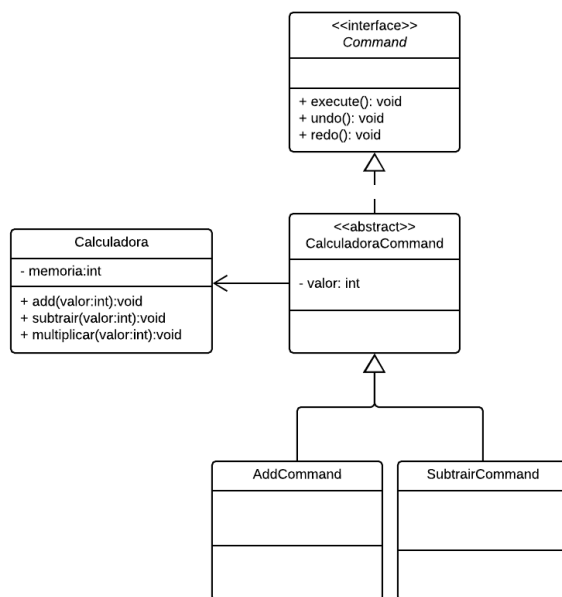 <<interface>>
Command
+ execute(): void
+ undo(): void
+ redo(): void
<<abstract>>
CalculadoraCommand
- valor: int
Calculadora
- memoria:int
+ add(valor:int):void
+ subtrair(valor:int):void
+ multiplicar(valor:int):void
AddCommand
SubtrairCommand